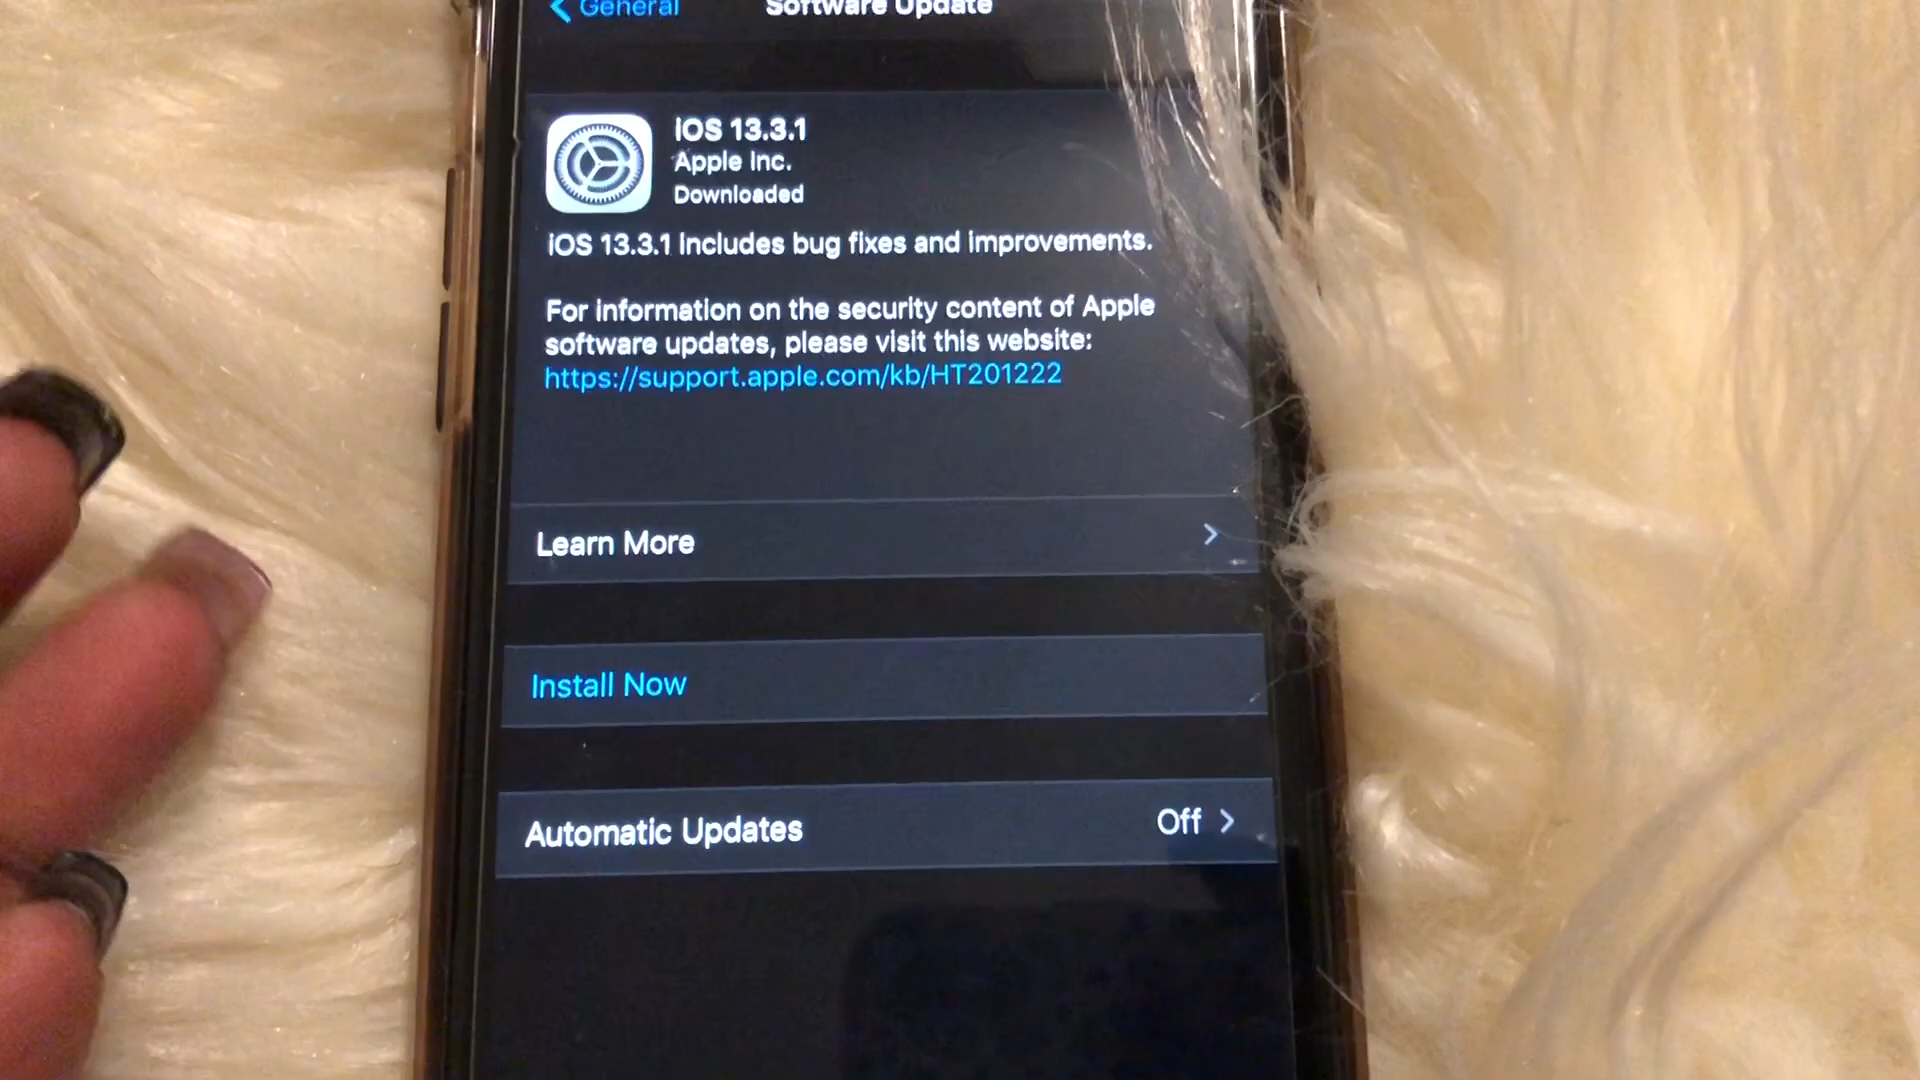 General Software Update
iOS 13.3.1
Apple Inc.
Downloaded
iOS 13.3.1 includes bug fixes and improvements.
For information on the security content of Apple
software updates, please visit this website:
https://support.apple.com/kb/HT201222
Learn More
Install Now
Automatic Updates Off